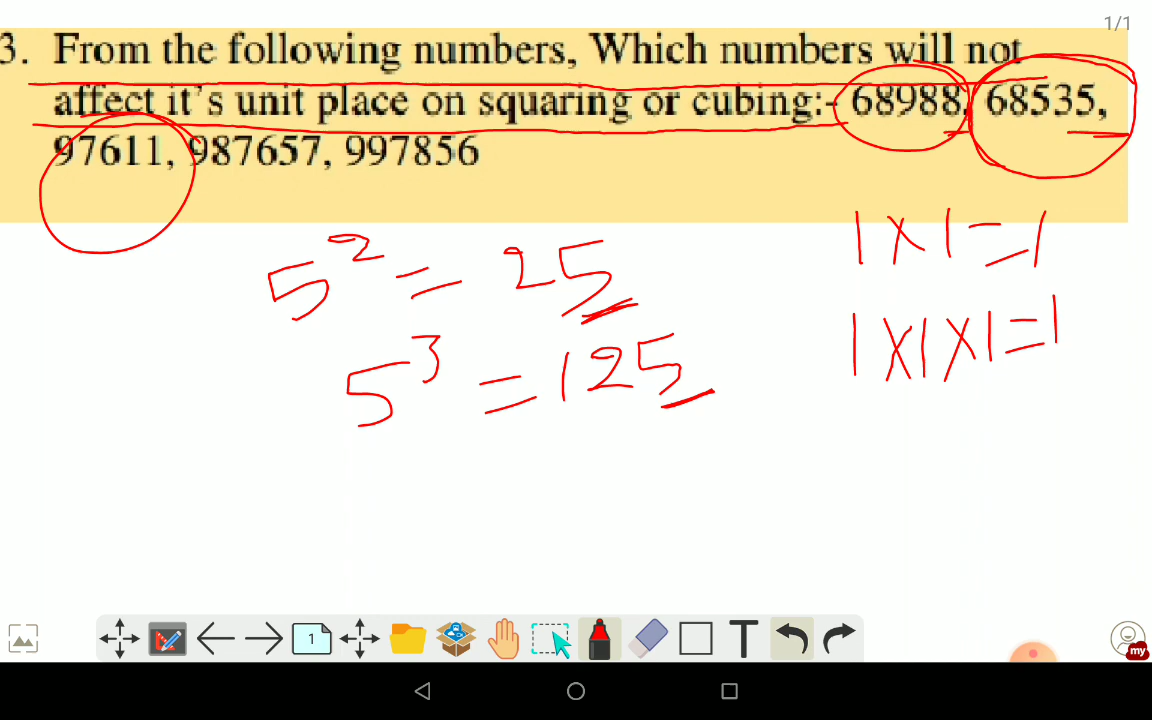 1/1
3. From the following numbers, Which numbers will not
affect it's unit place on squaring or cubing:- 68988, 68535,
97611, 987657, 997856
5² = 25
5³ = 125
1×1=1
1×1×1=1
1
my